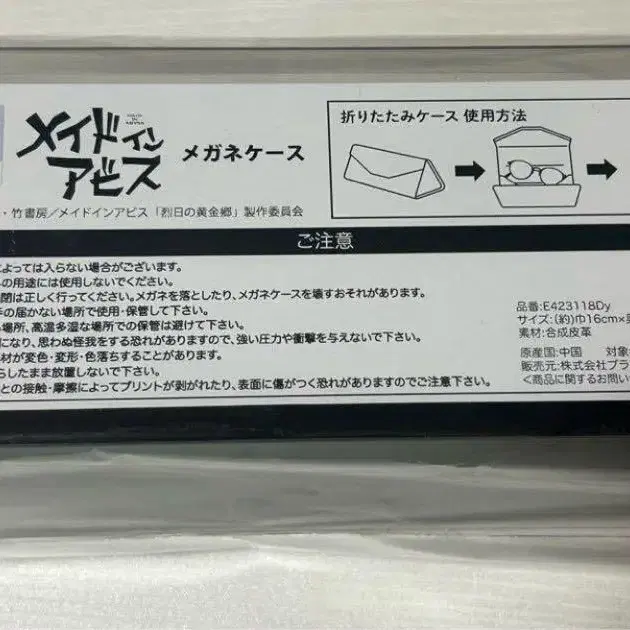 メイドインアビス
メガネケース
・竹書房／メイドインアビス「烈日の黄金郷」製作委員会
折りたたみケース 使用方法
ご注意
よっては入らない場合がございます。
の用途には使用しないでください。
閉は正しく行ってください。メガネを落としたり、メガネケースを壊すおそれがあります。
の届かない場所で使用・保管して下さい。
場所、高温多湿な場所での保管は避けて下さい。
になり、思わぬ怪我をする恐れがありますので、強い圧力や衝撃を与えないで下さい。
材が変色・変形・色落ちすることがあります。
らしたまま放置しないで下さい。
との接触・摩擦によってプリントが剥がれたり、表面に傷がつく恐れがありますのでご注意下さい。
品番:E423118Dy
サイズ:(約)巾16cm×
素材:合成皮革
原産国:中国 対象
販売元:株式会社プラ
<商品に関するお問い